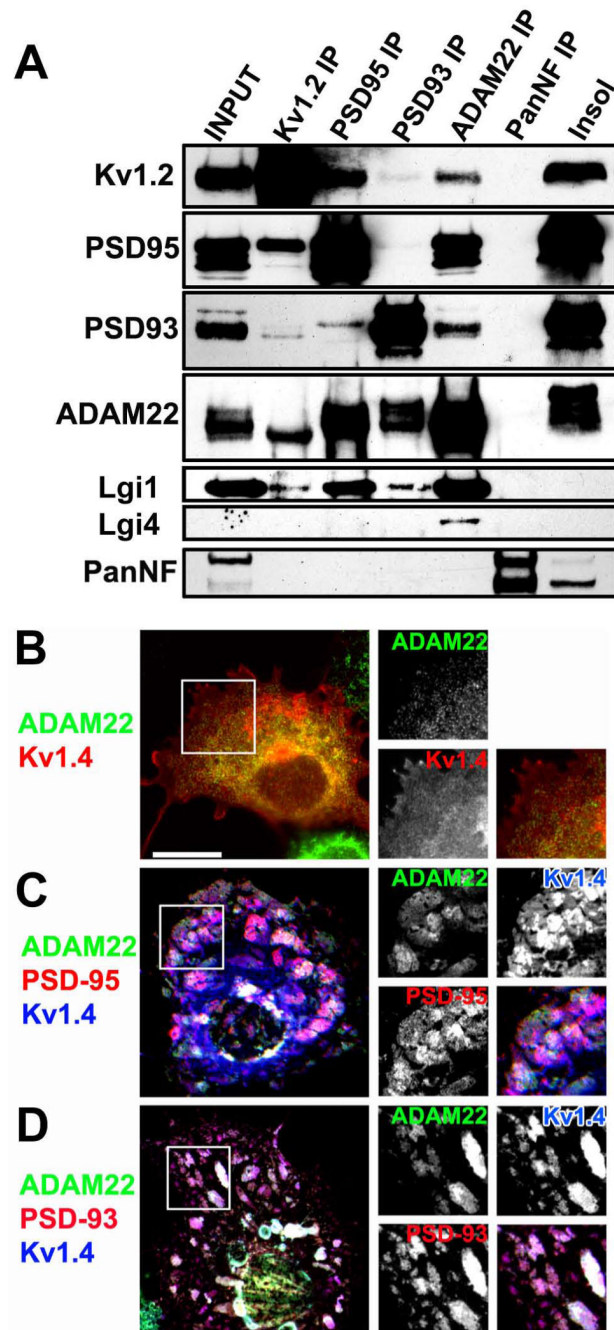 A
INPUT
Kv1.2 IP
PSD95 IP
PSD93 IP
ADAM22 IP
PanNF IP
Insol
Kv1.2
PSD95
PSD93
ADAM22
Lgi1
Lgi4
PanNF
B
ADAM22
Kv1.4
ADAM22
Kv1.4
C
ADAM22
PSD-95
Kv1.4
ADAM22
Kv1.4
PSD-95
D
ADAM22
PSD-93
Kv1.4
ADAM22
Kv1.4
PSD-93